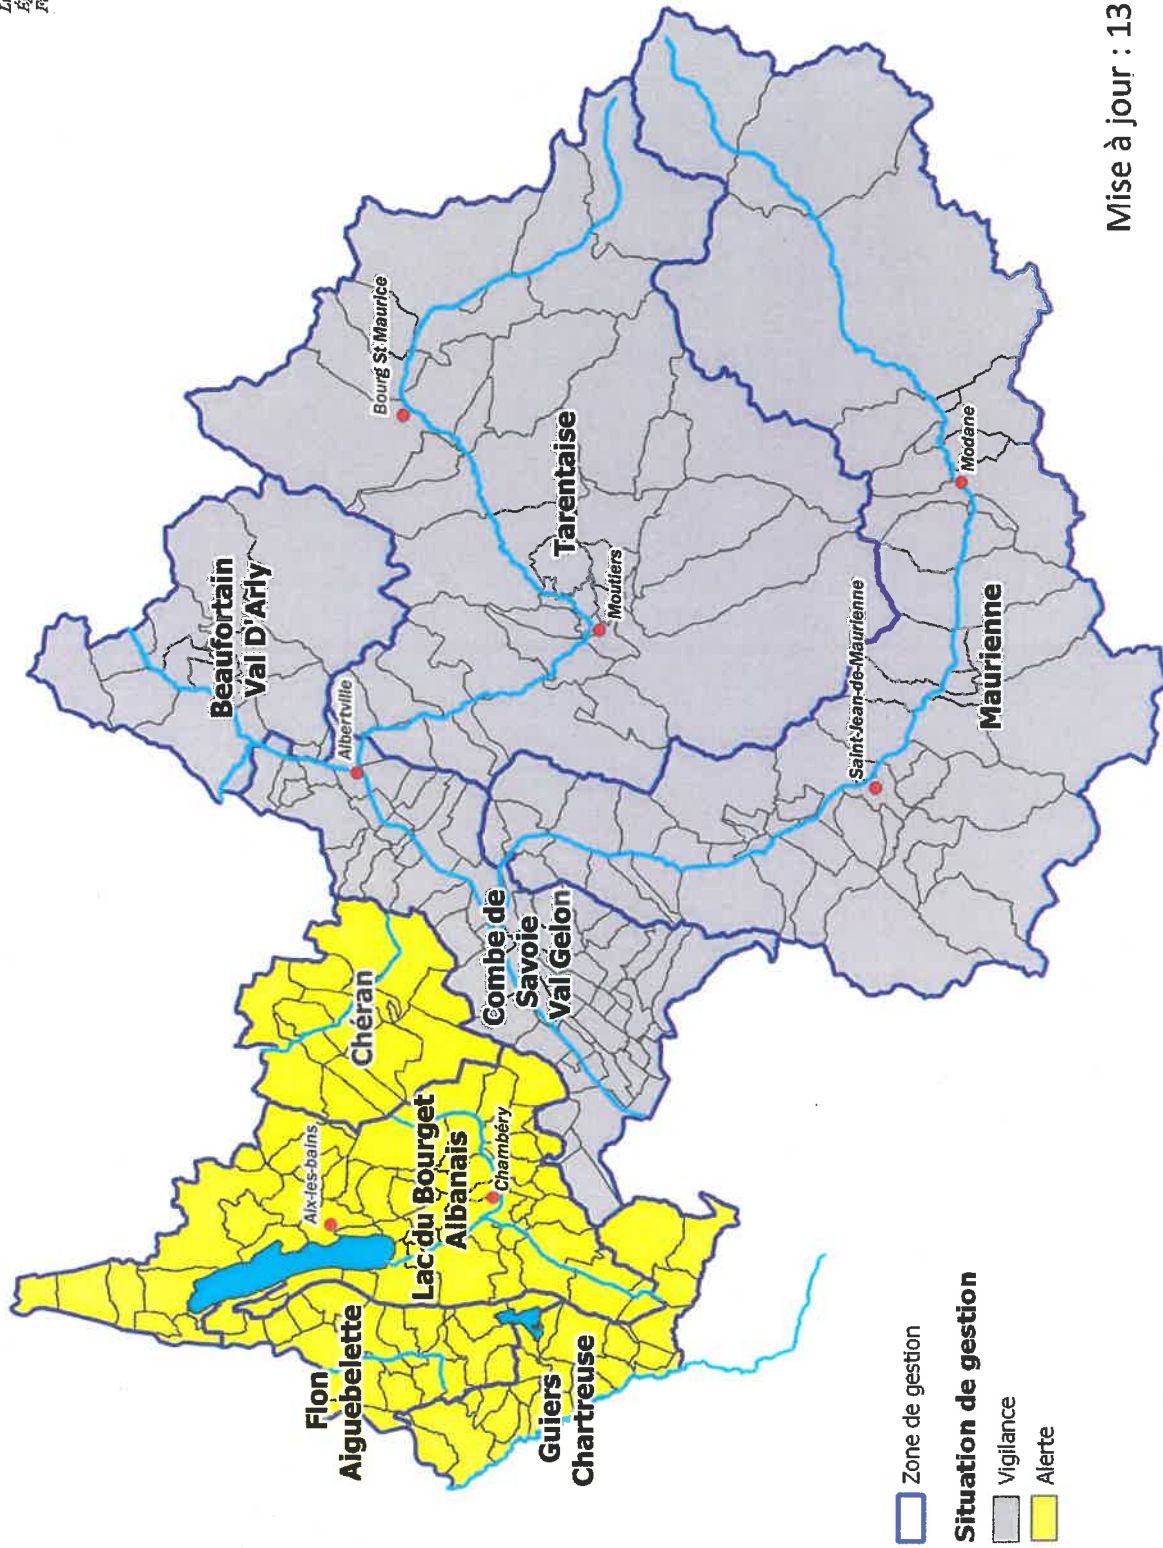 Beaufortain
Val D'Arly
Bourg St Maurice
Albertville
Tarentaise
Moutiers
Chéran
Aix-les-bains
Combe de
Savoie
Val Gelon
Lac du Bourget
Albanais
Chambéry
Flon
Aiguebelette
Guiers
Chartreuse
Saint-Jean-de-Maurienne
Modane
Maurienne
Zone de gestion
Situation de gestion
Vigilance
Alerte
Mise à jour : 13